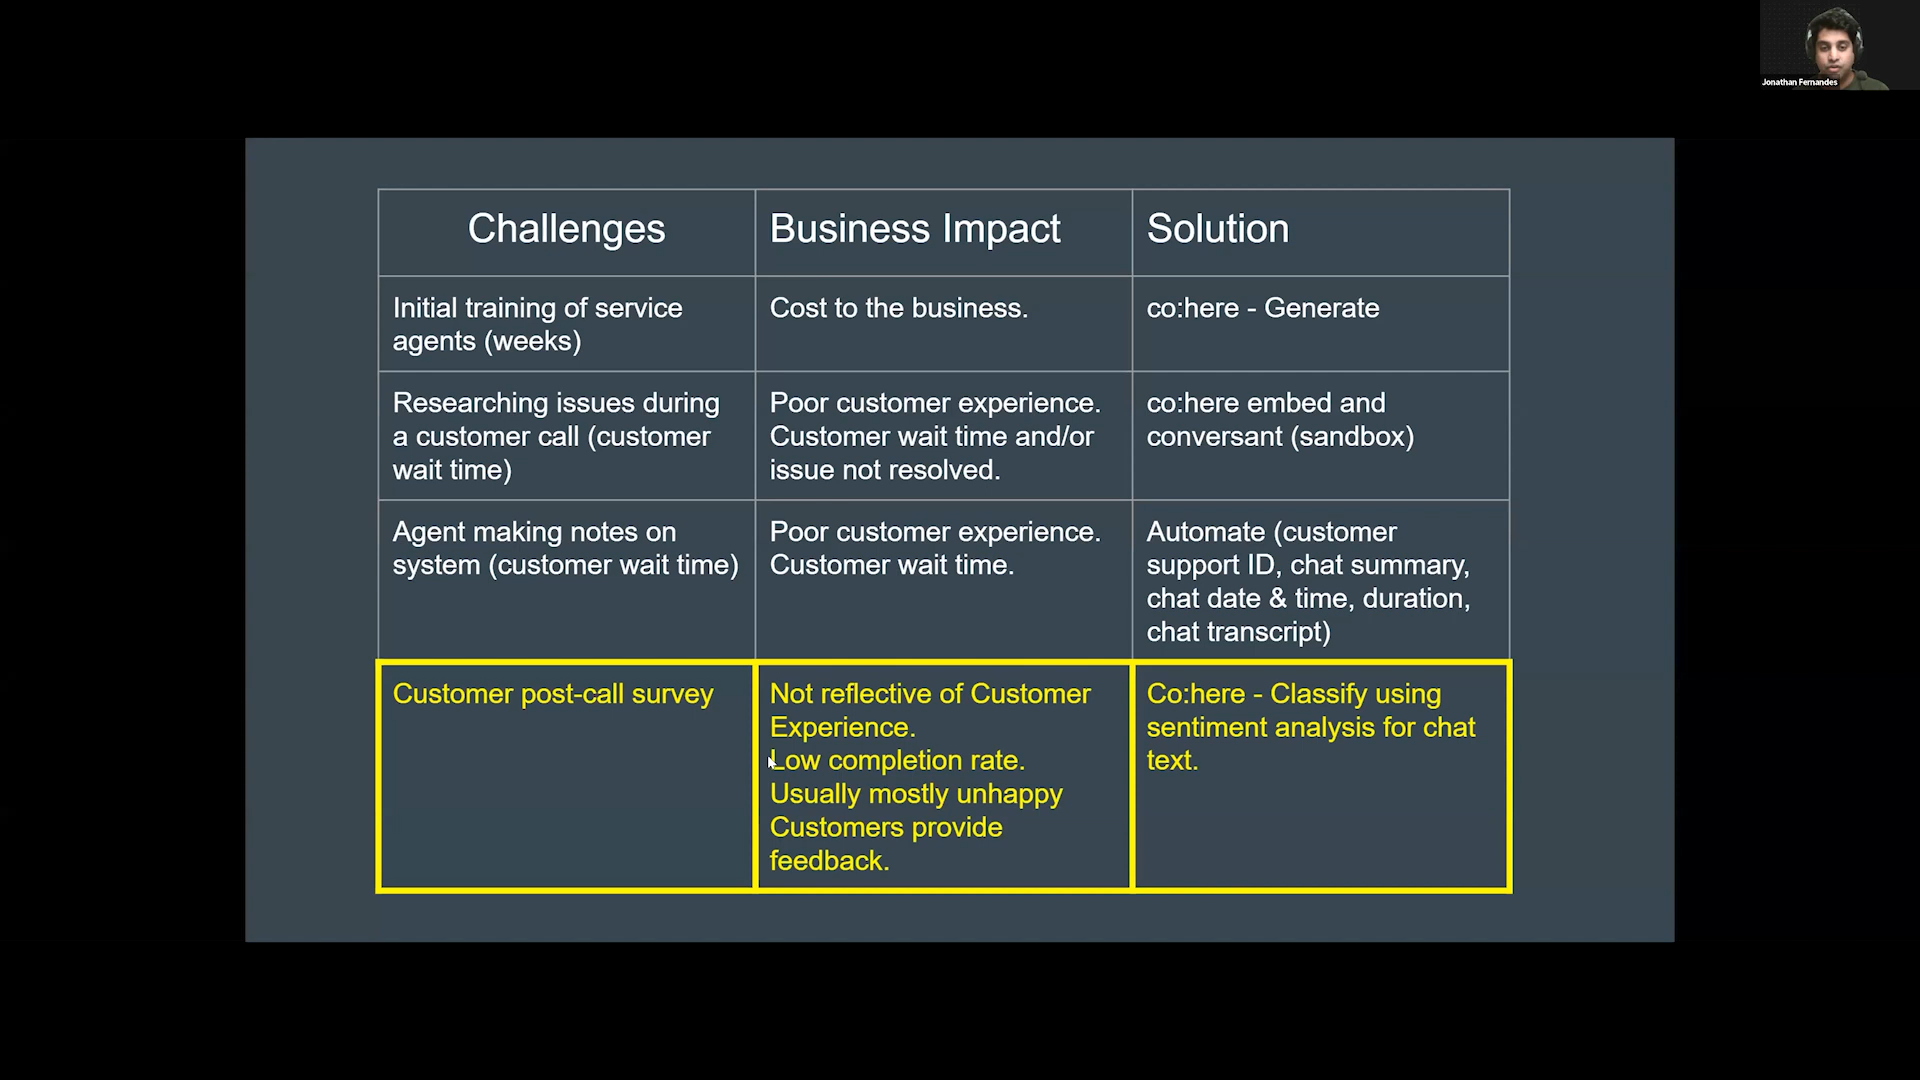 Jonathan Fernandes
Challenges
Business Impact
Solution
Initial training of service
agents (weeks)
Cost to the business.
co:here - Generate
Researching issues during
a customer call (customer
wait time)
Poor customer experience.
Customer wait time and/or
issue not resolved.
co:here embed and
conversant (sandbox)
Agent making notes on
system (customer wait time)
Poor customer experience.
Customer wait time.
Automate (customer
support ID, chat summary,
chat date & time, duration,
chat transcript)
Customer post-call survey
Not reflective of Customer
Experience.
Low completion rate.
Usually mostly unhappy
Customers provide
feedback.
Co:here - Classify using
sentiment analysis for chat
text.